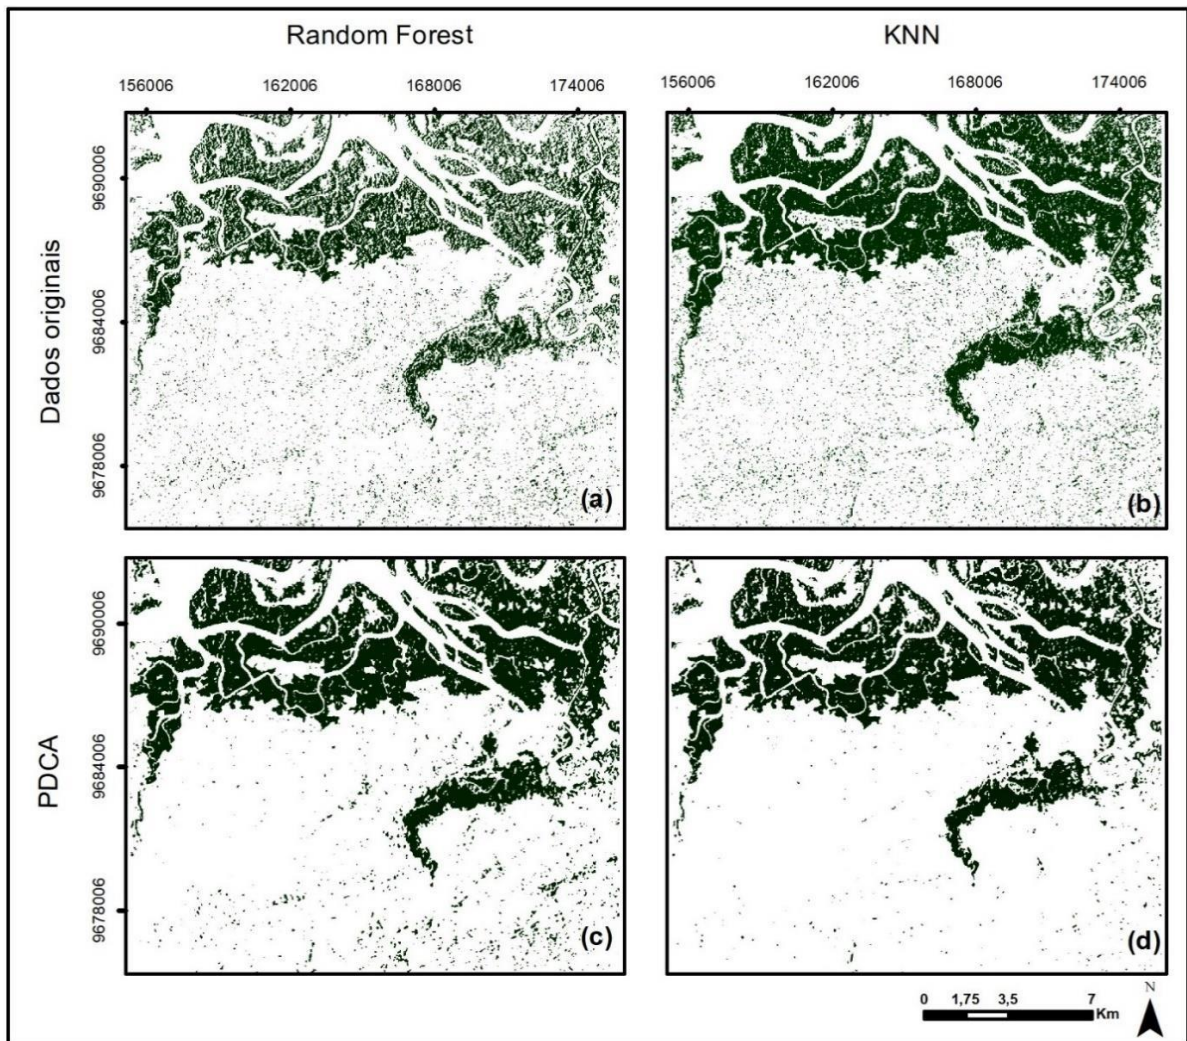 Random Forest KNN
156006 162006 168006 174006 156006 162006 168006 174006
Dados originais
9690006
9684006
9678006
(a) (b)
PDCA
9690006
9684006
9678006
(c) (d)
N
0 1,75 3,5 7
Km